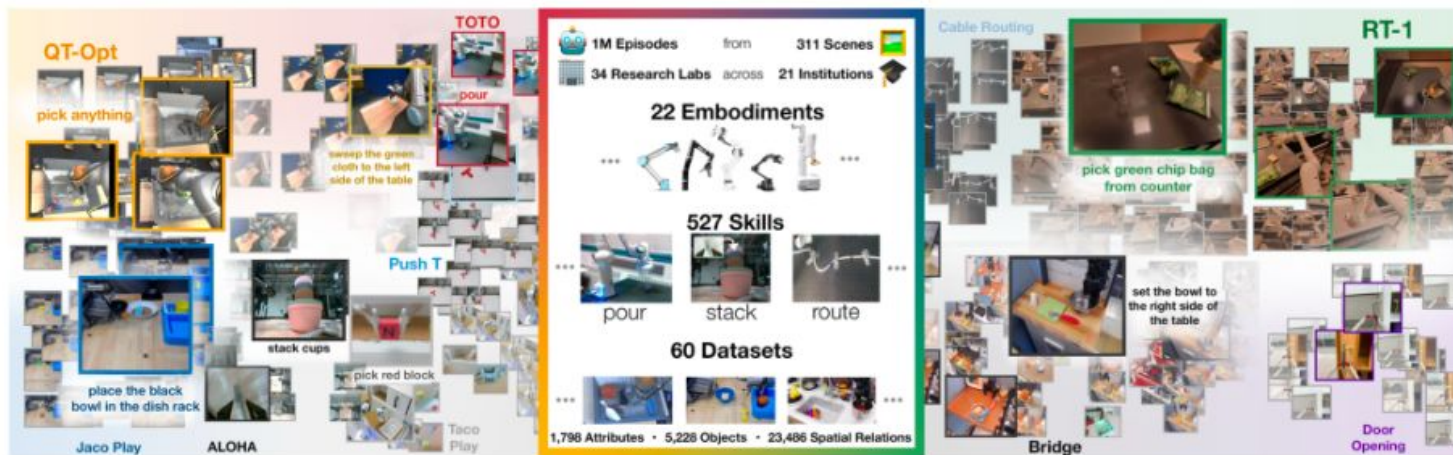 QT-Opt
pick anything
TOTO
pour
sweep the green
cloth to the left
side of the table
Push T
stack cups
pick red block
place the black
bowl in the dish rack
Jaco Play
ALOHA
Taco
Play
1M Episodes from 311 Scenes
34 Research Labs across 21 Institutions
22 Embodiments
527 Skills
pour stack route
60 Datasets
1,798 Attributes • 5,228 Objects • 23,486 Spatial Relations
Cable Routing
RT-1
pick green chip bag
from counter
set the bowl to
the right side of
the table
Bridge
Door
Opening